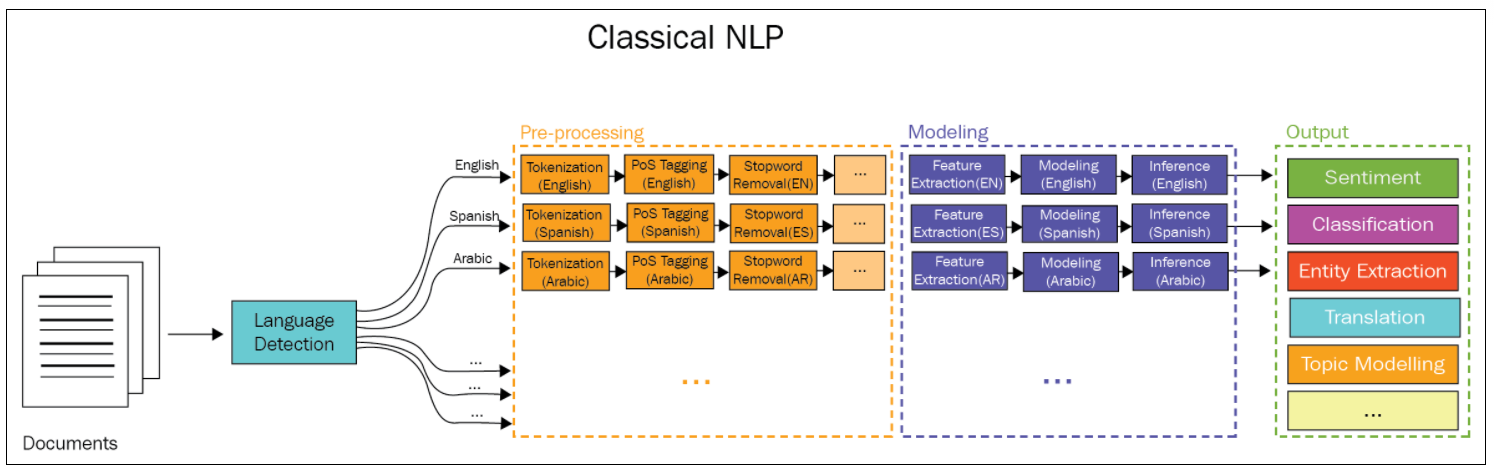 Classical NLP
Pre-processing
Modeling
Output
English
Tokenization
(English)
PoS Tagging
(English)
Stopword
Removal(EN)
...
Feature
Extraction(EN)
Modeling
(English)
Inference
(English)
Sentiment
Spanish
Tokenization
(Spanish)
PoS Tagging
(Spanish)
Stopword
Removal(ES)
...
Feature
Extraction(ES)
Modeling
(Spanish)
Inference
(Spanish)
Classification
Arabic
Tokenization
(Arabic)
PoS Tagging
(Arabic)
Stopword
Removal(AR)
...
Feature
Extraction(AR)
Modeling
(Arabic)
Inference
(Arabic)
Entity Extraction
Language
Detection
Translation
...
...
...
...
...
Topic Modelling
...
Documents